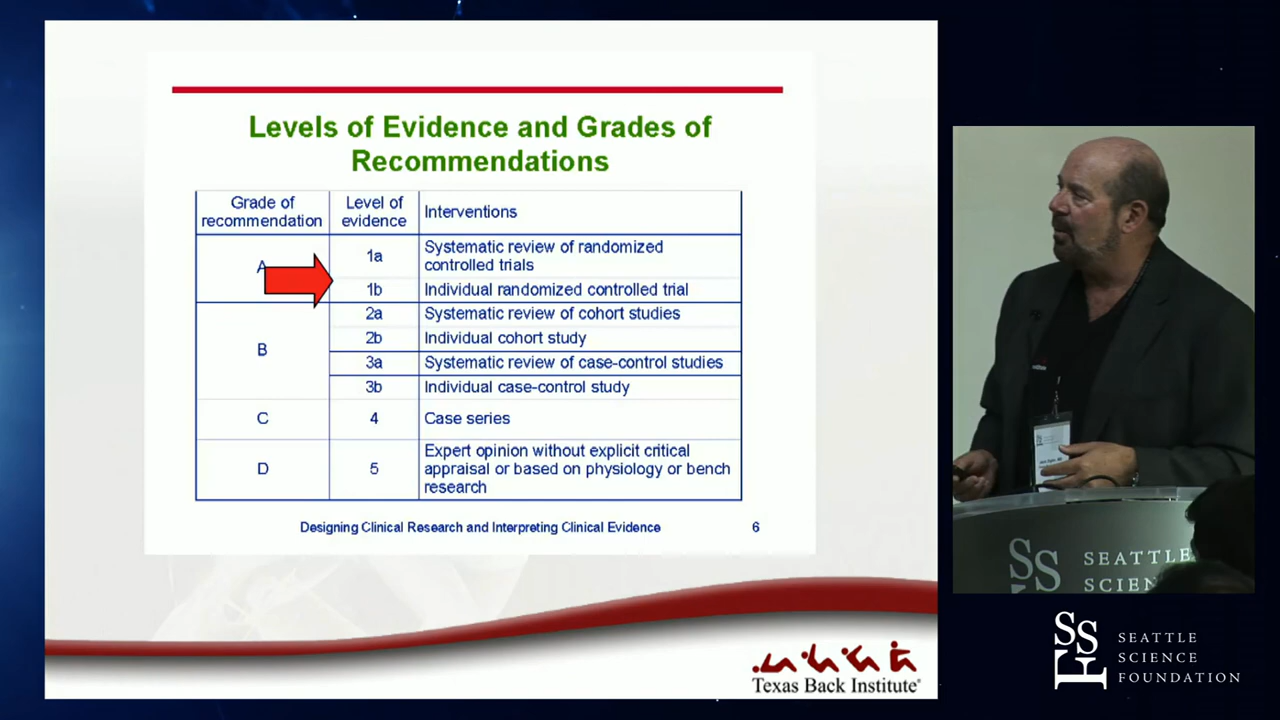 Levels of Evidence and Grades of
Recommendations
Grade of
recommendation
Level of
evidence
Interventions
A
1a
Systematic review of randomized
controlled trials
1b
Individual randomized controlled trial
B
2a
Systematic review of cohort studies
2b
Individual cohort study
3a
Systematic review of case-control studies
3b
Individual case-control study
C
4
Case series
D
5
Expert opinion without explicit critical
appraisal or based on physiology or bench
research
Designing Clinical Research and Interpreting Clinical Evidence
6
Texas Back Institute
SSF
SEATTLE
SCIENCE
FOUNDATION
SS
SEATTLE
SCIEN